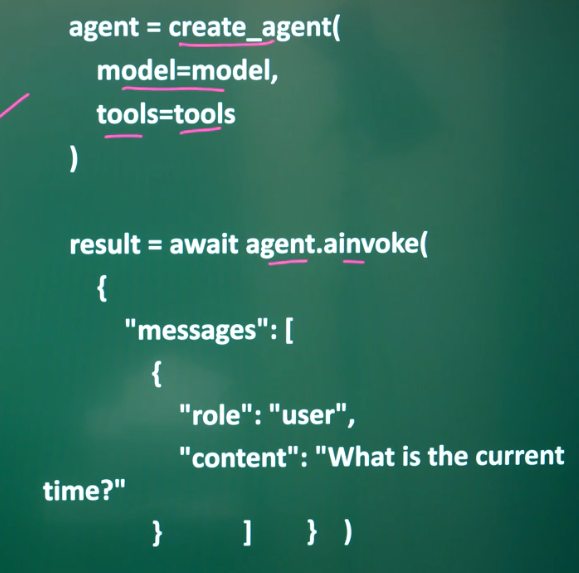 agent = create_agent(
model=model,
tools=tools
)
result = await agent.ainvoke(
{
"messages": [
{
"role": "user",
"content": "What is the current
time?"
} ] } )